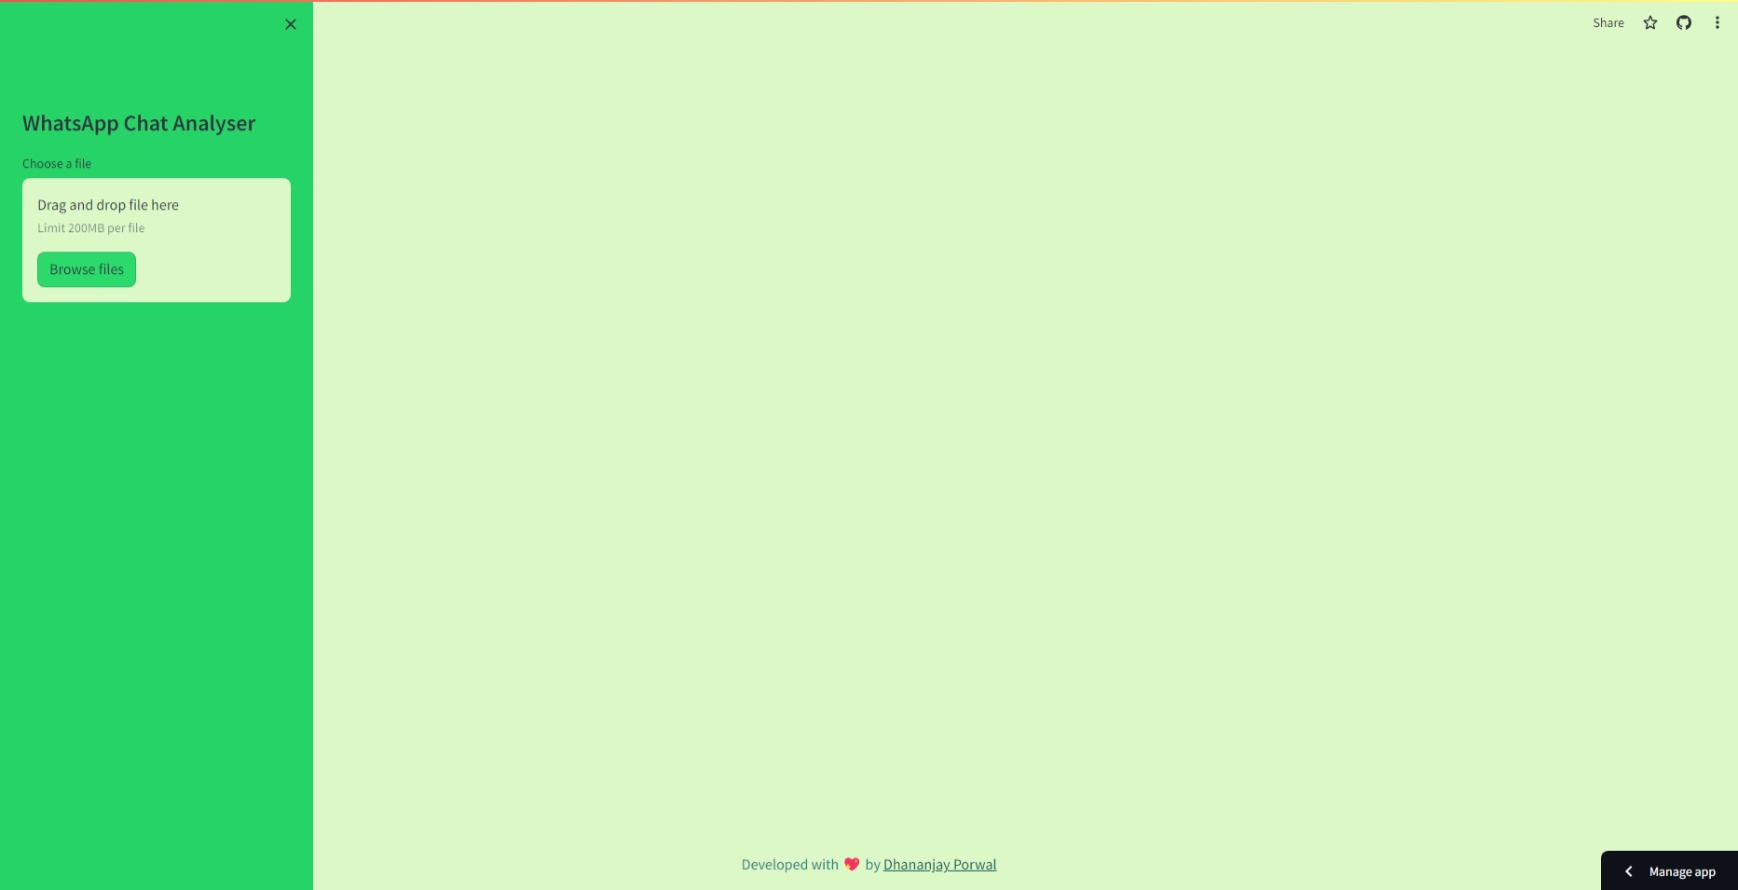 Share
WhatsApp Chat Analyser
Choose a file
Drag and drop file here
Limit 200MB per file
Browse files
Developed with 💖 by Dhananjay Porwal
Manage app